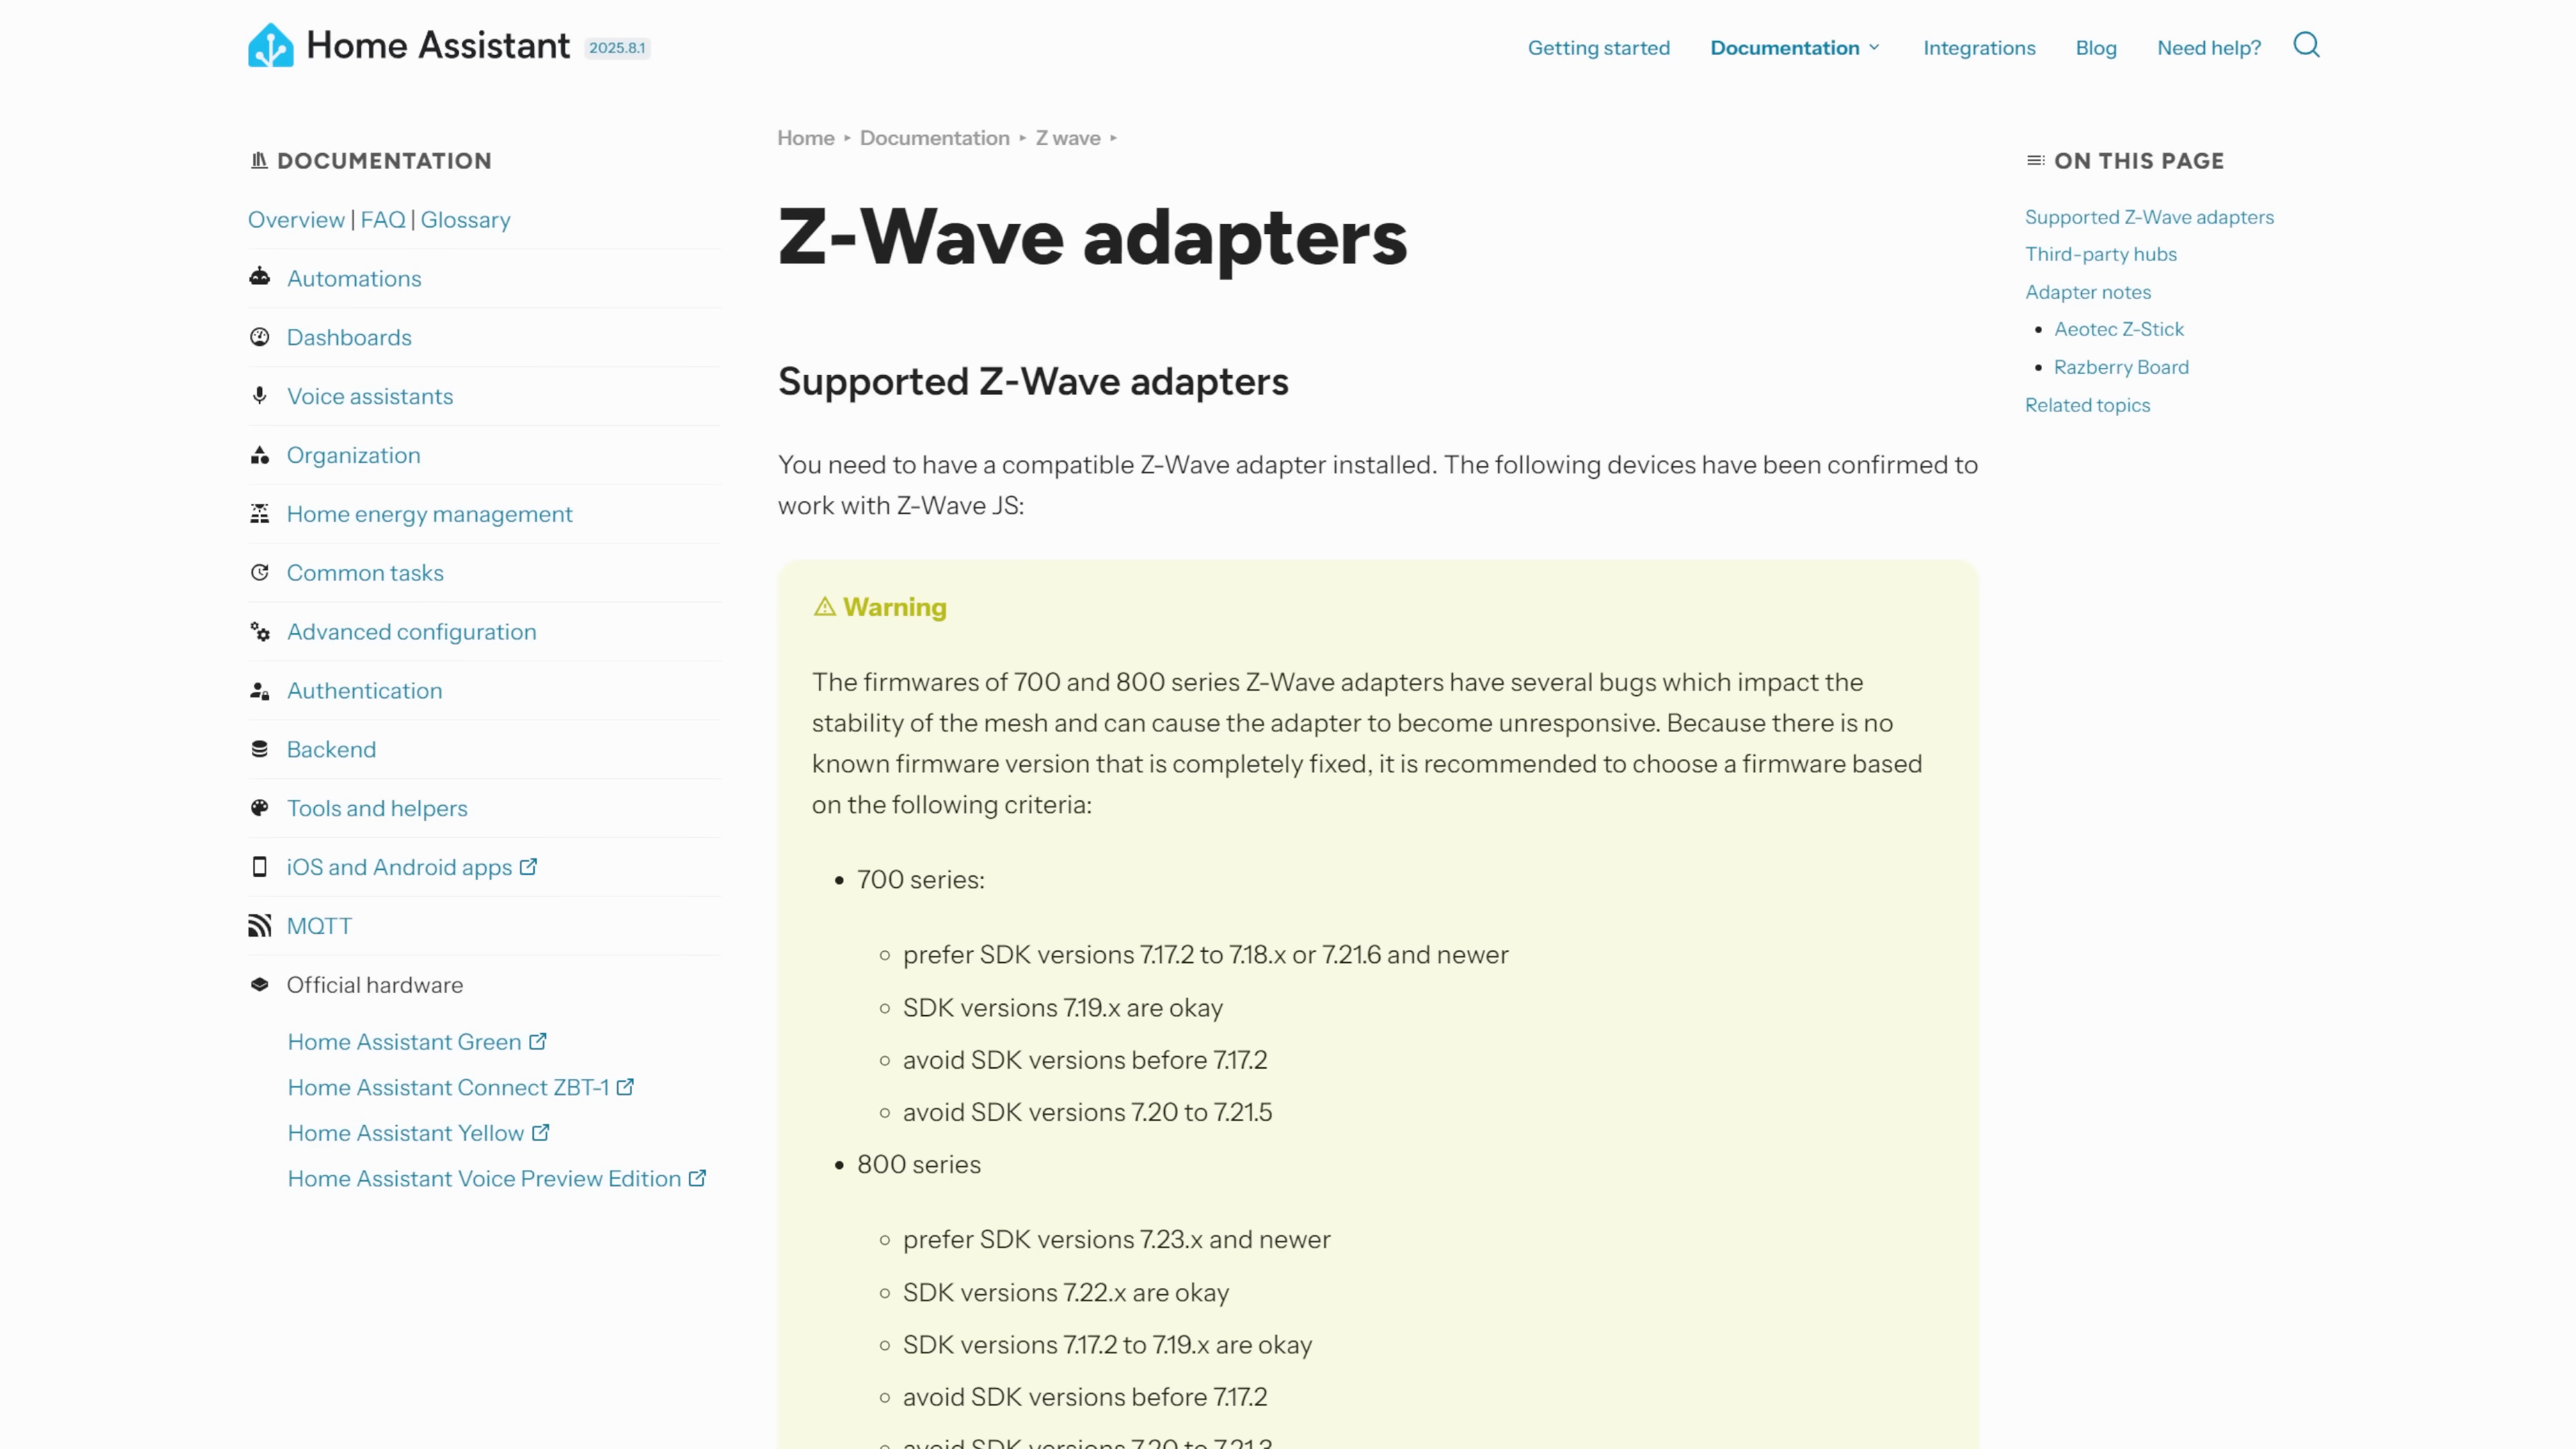 Home Assistant 2025.8.1
Getting started Documentation Integrations Blog Need help?
DOCUMENTATION
Overview | FAQ | Glossary
Automations
Dashboards
Voice assistants
Organization
Home energy management
Common tasks
Advanced configuration
Authentication
Backend
Tools and helpers
iOS and Android apps
MQTT
Official hardware
Home Assistant Green
Home Assistant Connect ZBT-1
Home Assistant Yellow
Home Assistant Voice Preview Edition
Home ▸ Documentation ▸ Z wave ▸
Z-Wave adapters
Supported Z-Wave adapters
You need to have a compatible Z-Wave adapter installed. The following devices have been confirmed to
work with Z-Wave JS:
Warning
The firmwares of 700 and 800 series Z-Wave adapters have several bugs which impact the
stability of the mesh and can cause the adapter to become unresponsive. Because there is no
known firmware version that is completely fixed, it is recommended to choose a firmware based
on the following criteria:
• 700 series:
◦ prefer SDK versions 7.17.2 to 7.18.x or 7.21.6 and newer
◦ SDK versions 7.19.x are okay
◦ avoid SDK versions before 7.17.2
◦ avoid SDK versions 7.20 to 7.21.5
• 800 series
◦ prefer SDK versions 7.23.x and newer
◦ SDK versions 7.22.x are okay
◦ SDK versions 7.17.2 to 7.19.x are okay
◦ avoid SDK versions before 7.17.2
◦ avoid SDK versions 7.20 to 7.21.3
ON THIS PAGE
Supported Z-Wave adapters
Third-party hubs
Adapter notes
• Aeotec Z-Stick
• Razberry Board
Related topics